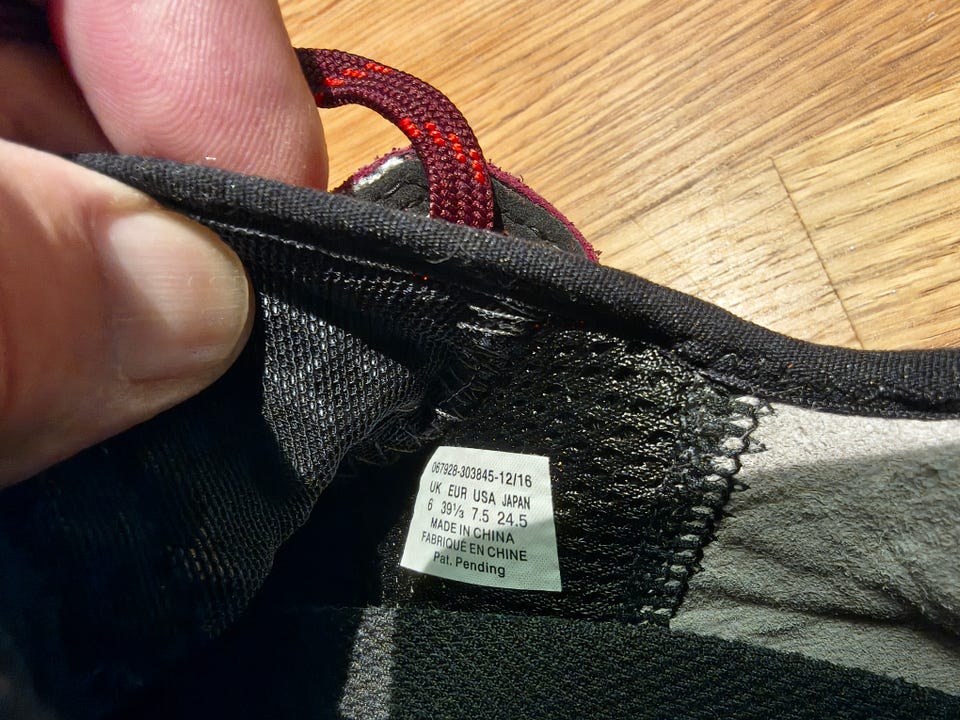 067928-303845-12/16
UK EUR USA JAPAN
6 39⅓ 7.5 24.5
MADE IN CHINA
FABRIQUÉ EN CHINE
Pat. Pending